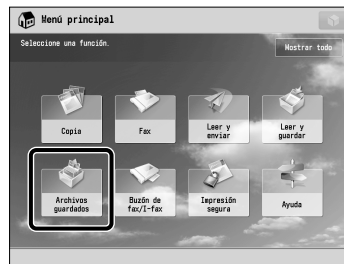 Menú principal
Seleccione una función.
Mostrar todo
Copia
Fax
Leer y
enviar
Leer y
guardar
Archivos
guardados
Buzón de
fax/I-fax
Impresión
segura
Ayuda